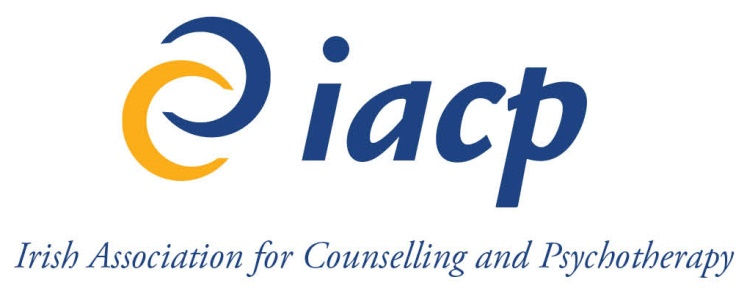 iacp
Irish Association for Counselling and Psychotherapy